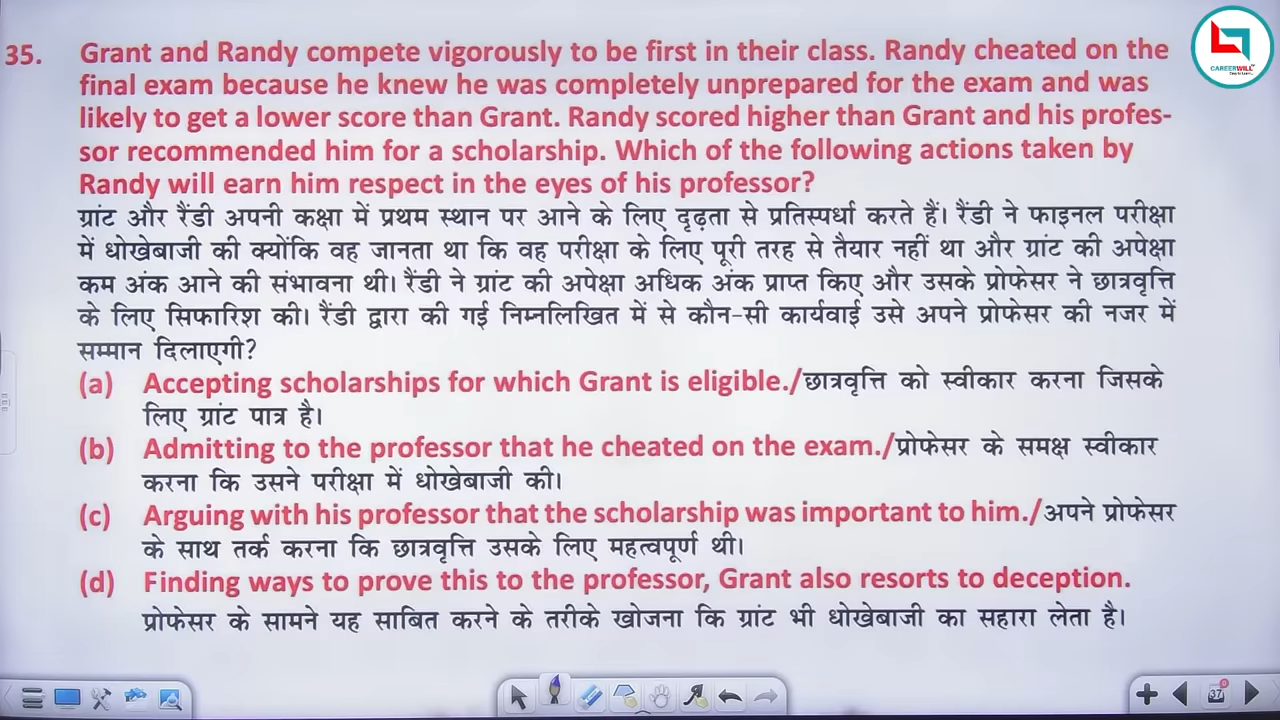 35. Grant and Randy compete vigorously to be first in their class. Randy cheated on the
final exam because he knew he was completely unprepared for the exam and was
likely to get a lower score than Grant. Randy scored higher than Grant and his profes-
sor recommended him for a scholarship. Which of the following actions taken by
Randy will earn him respect in the eyes of his professor?
ग्रांट और रैंडी अपनी कक्षा में प्रथम स्थान पर आने के लिए दृढ़ता से प्रतिस्पर्धा करते हैं। रैंडी ने फाइनल परीक्षा
में धोखेबाजी की क्योंकि वह जानता था कि वह परीक्षा के लिए पूरी तरह से तैयार नहीं था और ग्रांट की अपेक्षा
कम अंक आने की संभावना थी। रैंडी ने ग्रांट की अपेक्षा अधिक अंक प्राप्त किए और उसके प्रोफेसर ने छात्रवृत्ति
के लिए सिफारिश की। रैंडी द्वारा की गई निम्नलिखित में से कौन-सी कार्यवाई उसे अपने प्रोफेसर की नजर में
सम्मान दिलाएगी?
(a) Accepting scholarships for which Grant is eligible./छात्रवृत्ति को स्वीकार करना जिसके
लिए ग्रांट पात्र है।
(b) Admitting to the professor that he cheated on the exam./प्रोफेसर के समक्ष स्वीकार
करना कि उसने परीक्षा में धोखेबाजी की।
(c) Arguing with his professor that the scholarship was important to him./अपने प्रोफेसर
के साथ तर्क करना कि छात्रवृत्ति उसके लिए महत्वपूर्ण थी।
(d) Finding ways to prove this to the professor, Grant also resorts to deception.
प्रोफेसर के सामने यह साबित करने के तरीके खोजना कि ग्रांट भी धोखेबाजी का सहारा लेता है।
CAREERWILL
37